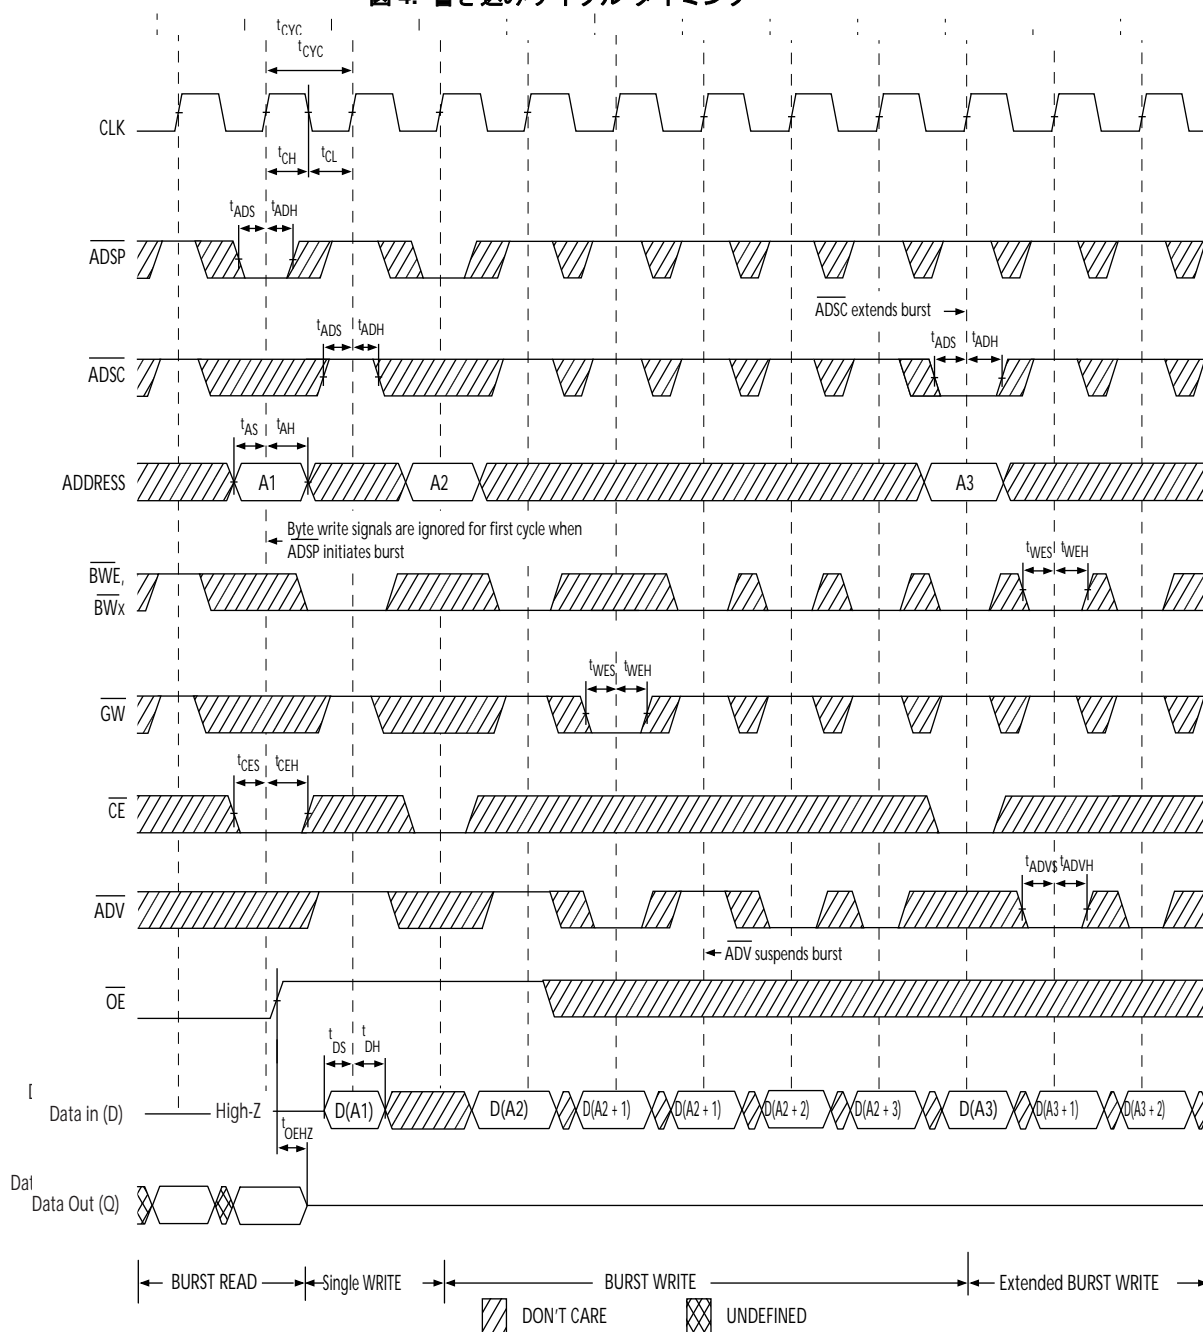 図 4. 書き込みサイクル タイミング
tCYC
tCYC
CLK
tCH
tCL
tADS
tADH
ADSP
ADSC extends burst
tADS
tADH
tADS
tADH
ADSC
tAS
tAH
ADDRESS
A1
A2
A3
Byte write signals are ignored for first cycle when
ADSP initiates burst
BWE,
BWX
tWES
tWEH
tWES
tWEH
GW
tCES
tCEH
CE
tADVS
tADVH
ADV
ADV suspends burst
OE
tDS
tDH
Data in (D)
High-Z
D(A1)
D(A2)
D(A2 + 1)
D(A2 + 1)
D(A2 + 2)
D(A2 + 3)
D(A3)
D(A3 + 1)
D(A3 + 2)
tOEHZ
Dat
Data Out (Q)
BURST READ
Single WRITE
BURST WRITE
Extended BURST WRITE
DON'T CARE
UNDEFINED